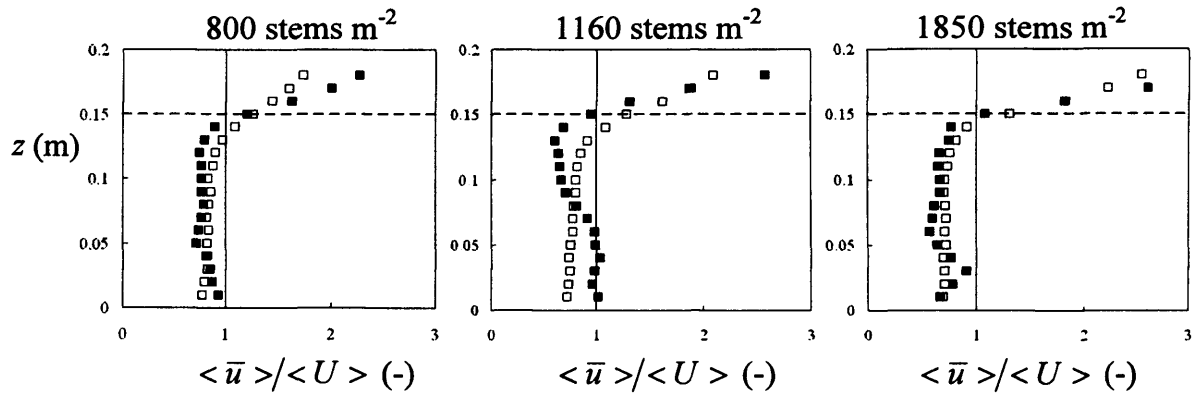 800 stems m⁻²
1160 stems m⁻²
1850 stems m⁻²
z (m)
0.2
0.15
0.1
0.05
0
0 1 2 3
< u̅ >/< U > (-)
0.2
0.15
0.1
0.05
0
0 1 2 3
< u̅ >/< U > (-)
0.2
0.15
0.1
0.05
0
0 1 2 3
< u̅ >/< U > (-)